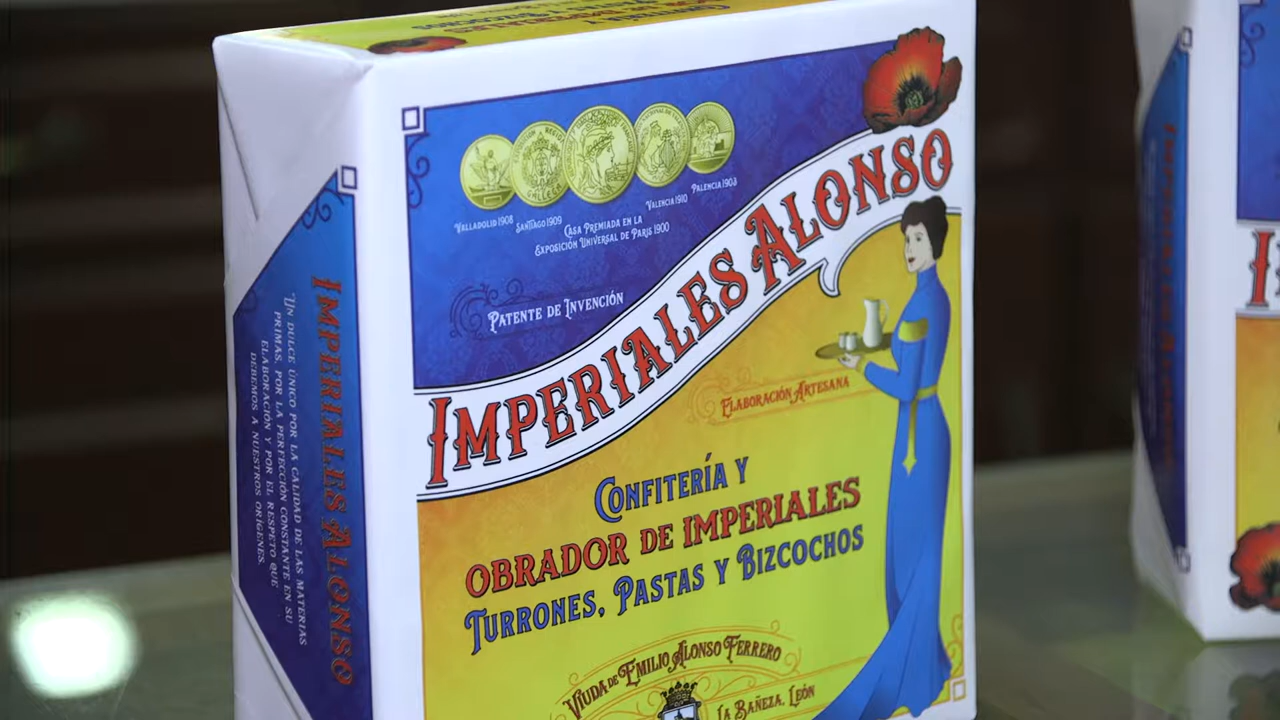 VALLADOLID 1908
SANTIAGO 1909
CASA PREMIADA EN LA
EXPOSICIÓN UNIVERSAL DE PARIS 1900
VALENCIA 1910
PALENCIA 1903
PATENTE DE INVENCIÓN
IMPERIALES ALONSO
ELABORACIÓN ARTESANA
CONFITERÍA Y
OBRADOR DE IMPERIALES
TURRONES, PASTAS Y BIZCOCHOS
VIUDA DE EMILIO ALONSO FERRERO
LA BAÑEZA, LEÓN
IMPERIALES ALONSO
"UN DULCE ÚNICO POR LA CALIDAD DE LAS MATERIAS
PRIMAS, POR LA PERFECCIÓN CONSTANTE EN SU
ELABORACIÓN Y POR EL RESPETO QUE
DEBEMOS A NUESTROS ORÍGENES.